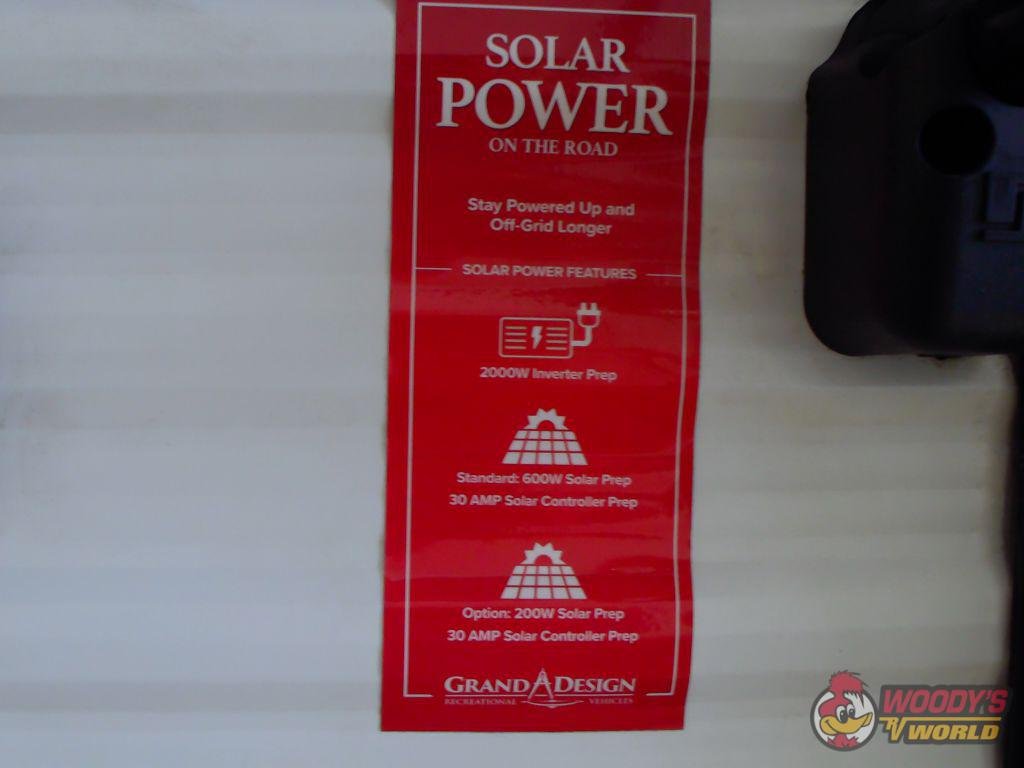 SOLAR
POWER
ON THE ROAD
Stay Powered Up and
Off-Grid Longer
SOLAR POWER FEATURES
2000W Inverter Prep
Standard: 600W Solar Prep
30 AMP Solar Controller Prep
Option: 200W Solar Prep
30 AMP Solar Controller Prep
GRAND DESIGN
RECREATIONAL VEHICLES
WOODY'S
RV WORLD